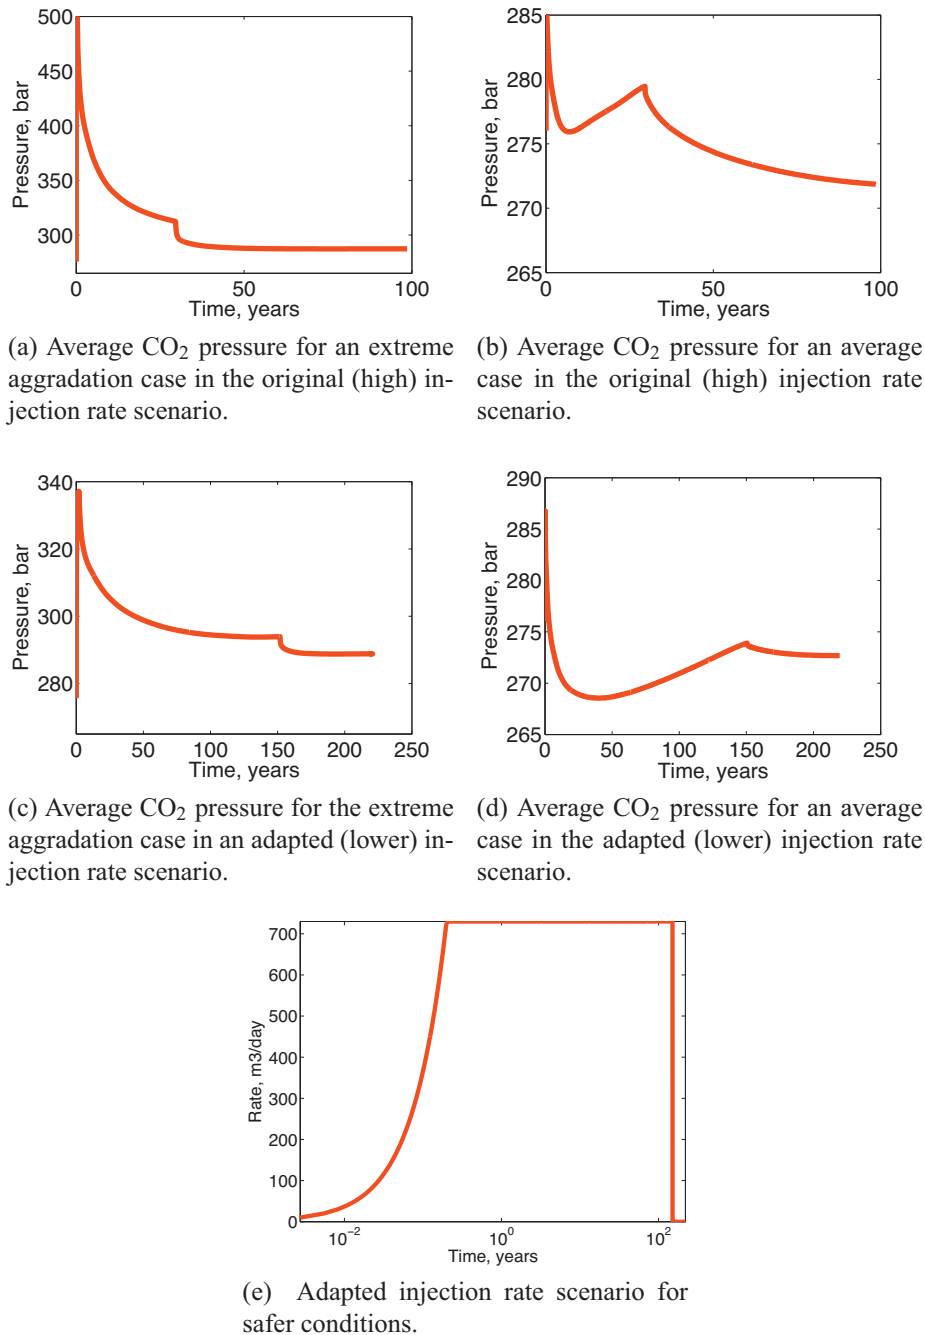 500
450
400
350
300
Pressure, bar
0
50
100
Time, years
(a) Average CO₂ pressure for an extreme
aggradation case in the original (high) in-
jection rate scenario.
285
280
275
270
265
Pressure, bar
0
50
100
Time, years
(b) Average CO₂ pressure for an average
case in the original (high) injection rate
scenario.
340
320
300
280
Pressure, bar
0
50
100
150
200
250
Time, years
(c) Average CO₂ pressure for the extreme
aggradation case in an adapted (lower) in-
jection rate scenario.
290
285
280
275
270
265
Pressure, bar
0
50
100
150
200
250
Time, years
(d) Average CO₂ pressure for an average
case in the adapted (lower) injection rate
scenario.
700
600
500
400
300
200
100
0
Rate, m3/day
10⁻²
10⁰
10²
Time, years
(e) Adapted injection rate scenario for
safer conditions.